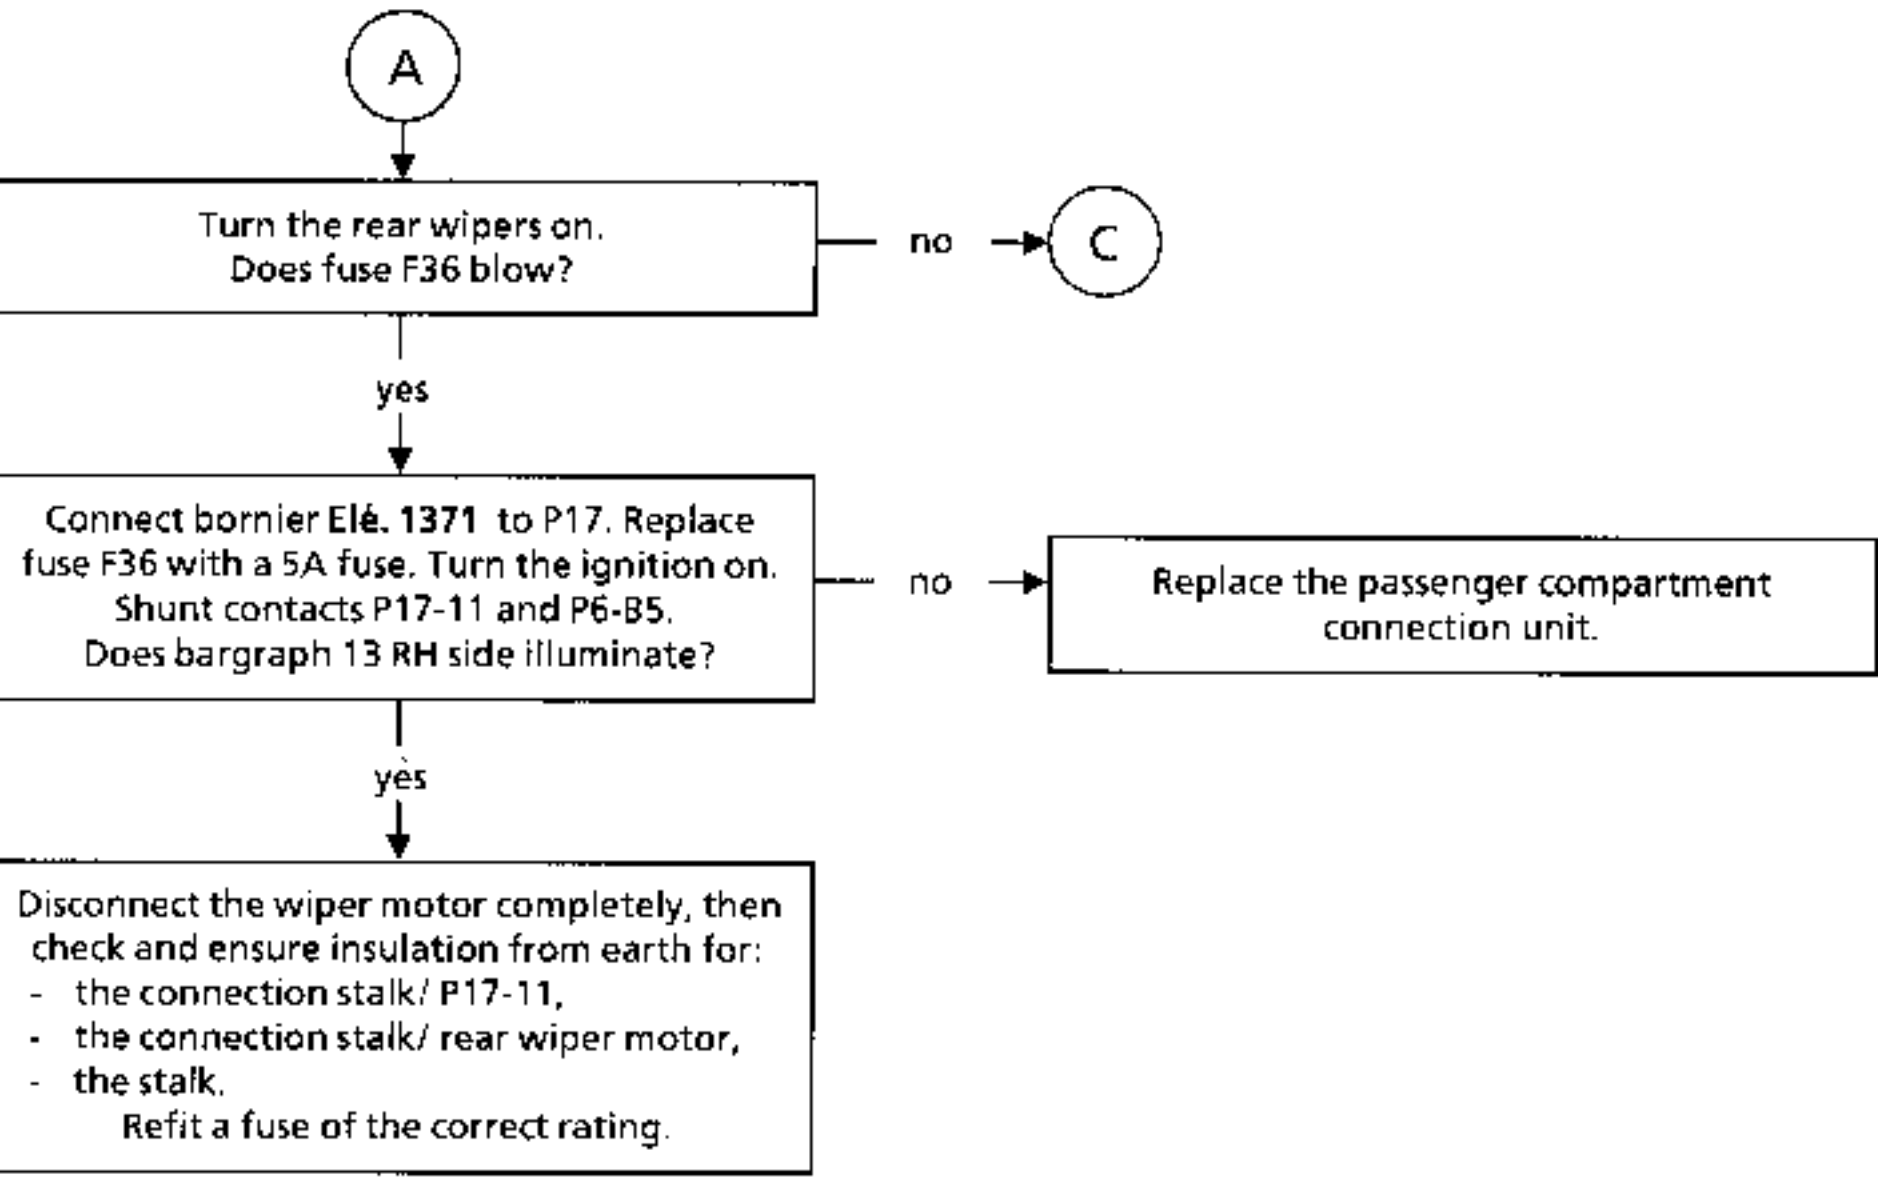 A
Turn the rear wipers on.
Does fuse F36 blow?
no
C
yes
Connect bornier Elé. 1371 to P17. Replace
fuse F36 with a 5A fuse. Turn the ignition on.
Shunt contacts P17-11 and P6-B5.
Does bargraph 13 RH side illuminate?
no
Replace the passenger compartment
connection unit.
yes
Disconnect the wiper motor completely, then
check and ensure insulation from earth for:
- the connection stalk/ P17-11,
- the connection stalk/ rear wiper motor,
- the stalk.
Refit a fuse of the correct rating.